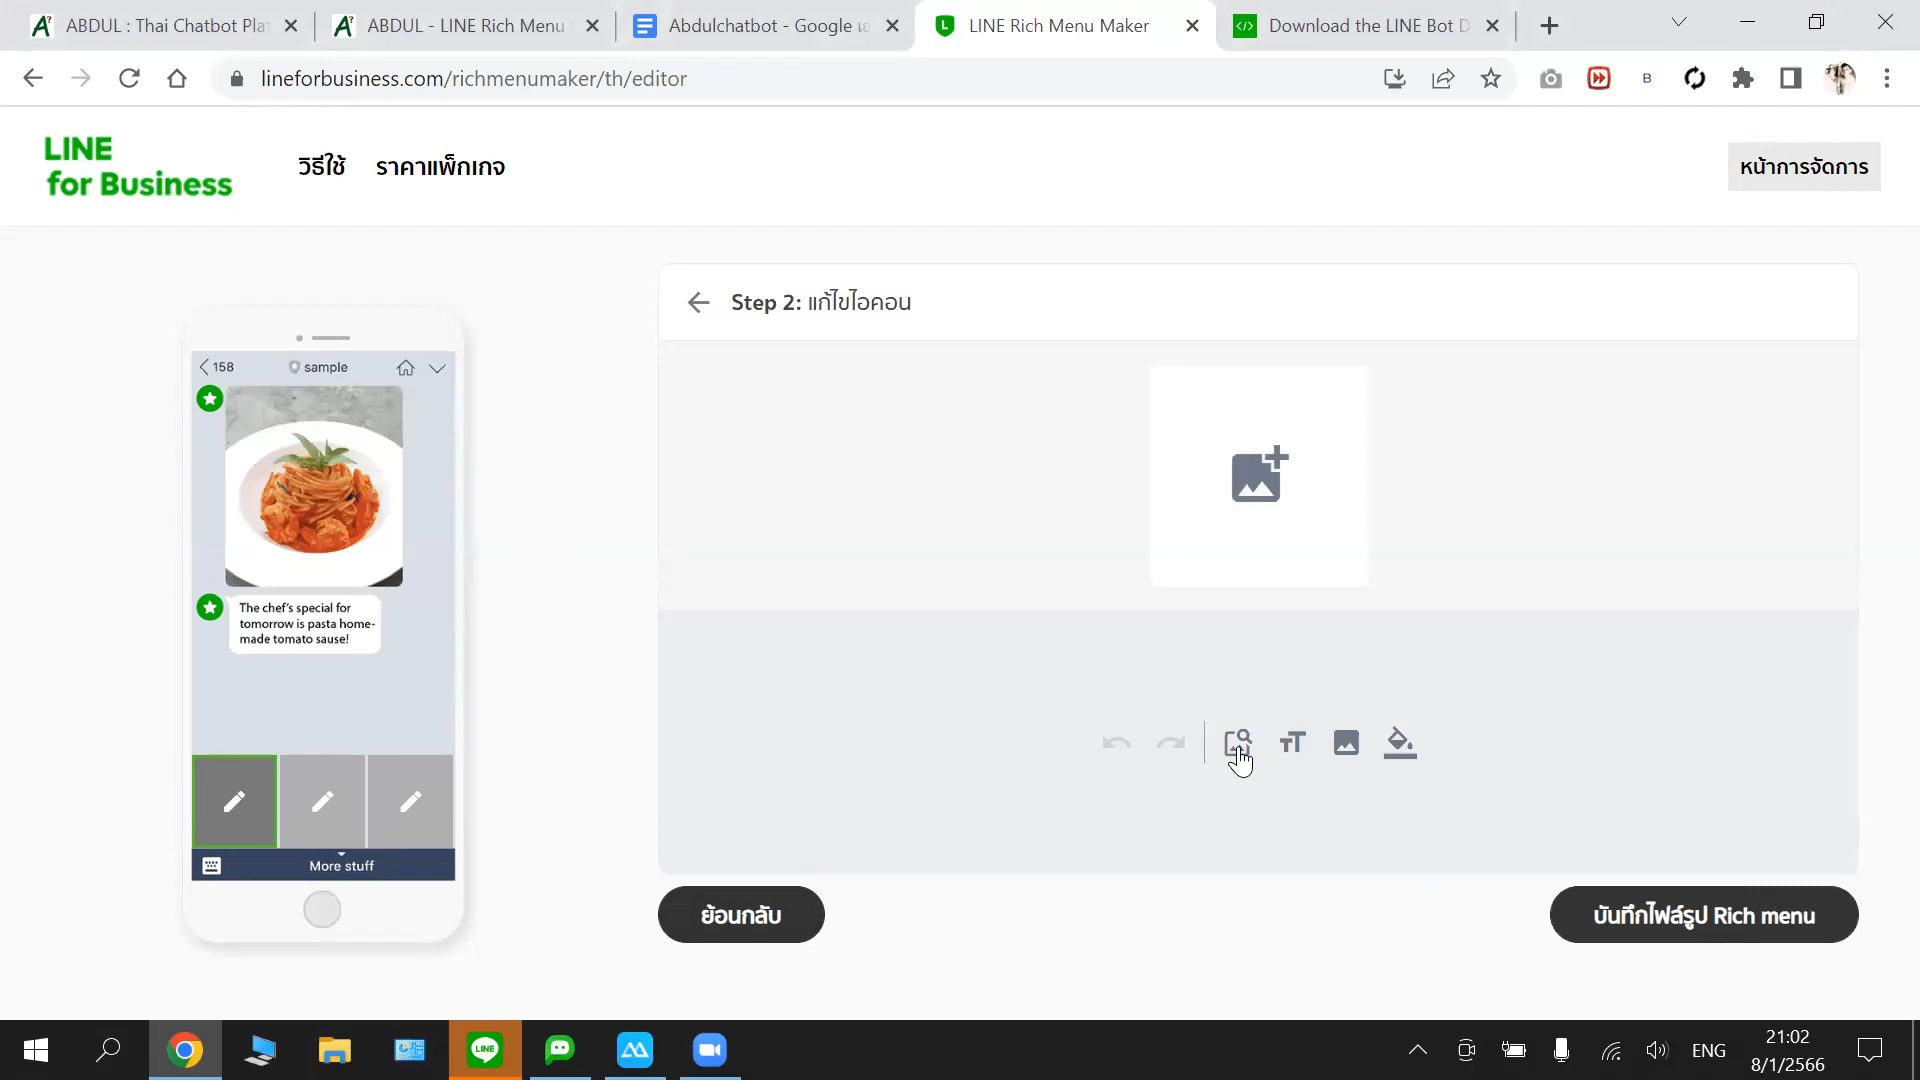 ABDUL : Thai Chatbot Pla
ABDUL - LINE Rich Menu
Abdulchatbot - Google เอ
LINE Rich Menu Maker
Download the LINE Bot D
lineforbusiness.com/richmenumaker/th/editor
LINE
for Business
วิธีใช้
ราคาแพ็กเกจ
หน้าการจัดการ
Step 2: แก้ไขไอคอน
158
sample
The chef's special for
tomorrow is pasta home-
made tomato sause!
More stuff
ย้อนกลับ
บันทึกไฟล์รูป Rich menu
LINE
ENG
21:02
8/1/2566